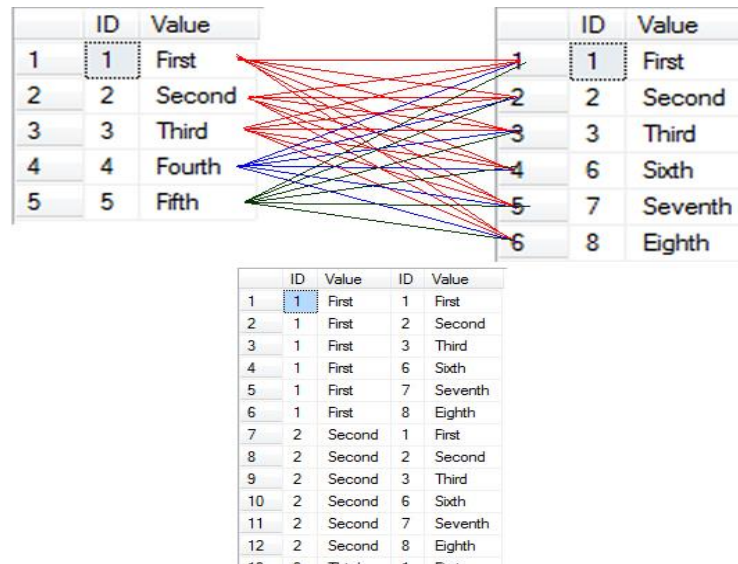 ID Value
1 1 First
2 2 Second
3 3 Third
4 4 Fourth
5 5 Fifth
ID Value
1 1 First
2 2 Second
3 3 Third
4 6 Sixth
5 7 Seventh
6 8 Eighth
ID Value ID Value
1 1 First 1 First
2 1 First 2 Second
3 1 First 3 Third
4 1 First 6 Sixth
5 1 First 7 Seventh
6 1 First 8 Eighth
7 2 Second 1 First
8 2 Second 2 Second
9 2 Second 3 Third
10 2 Second 6 Sixth
11 2 Second 7 Seventh
12 2 Second 8 Eighth